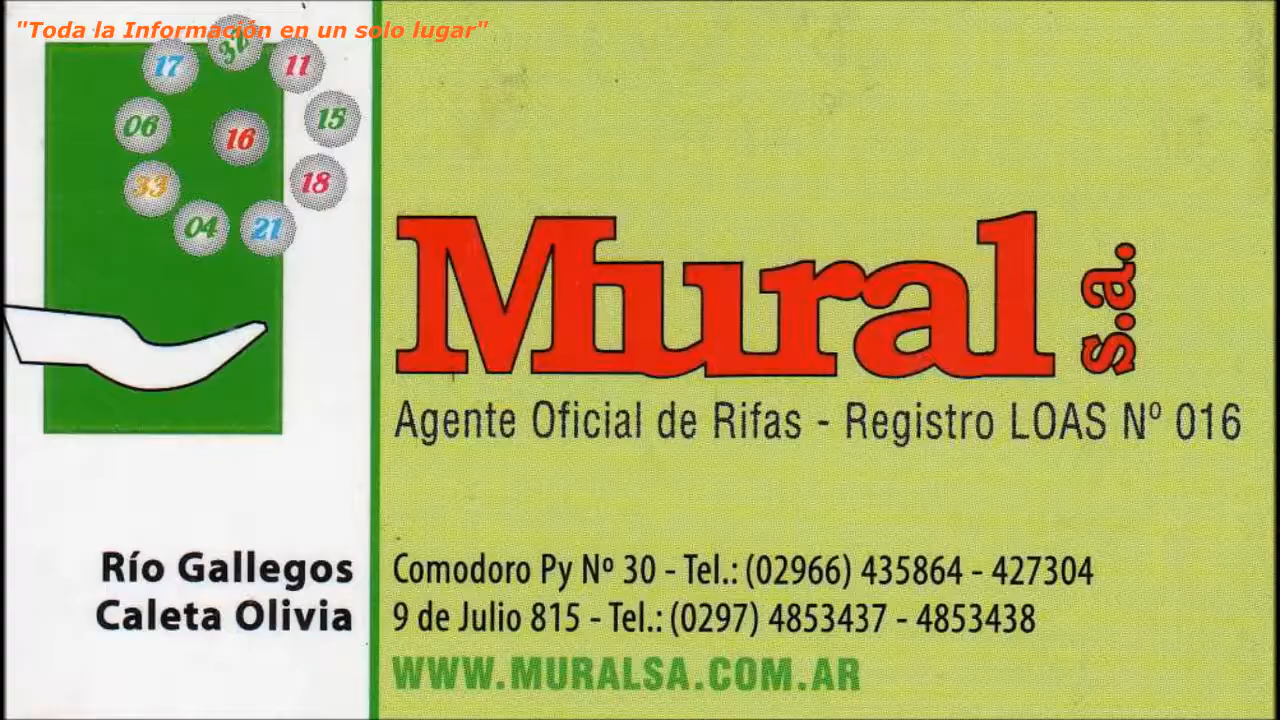 "Toda la Información en un solo lugar"
17
11
06
16
15
33
18
04
21
Mural s.a.
Agente Oficial de Rifas - Registro LOAS Nº 016
Río Gallegos Comodoro Py Nº 30 - Tel.: (02966) 435864 - 427304
Caleta Olivia 9 de Julio 815 - Tel.: (0297) 4853437 - 4853438
WWW.MURALSA.COM.AR